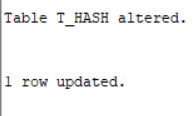 Table T_HASH altered.
1 row updated.